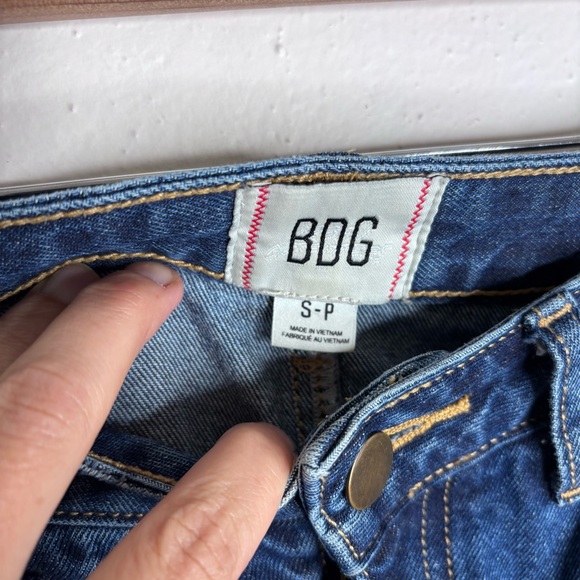 BDG
S-P
MADE IN VIETNAM
FABRIQUÉ AU VIETNAM